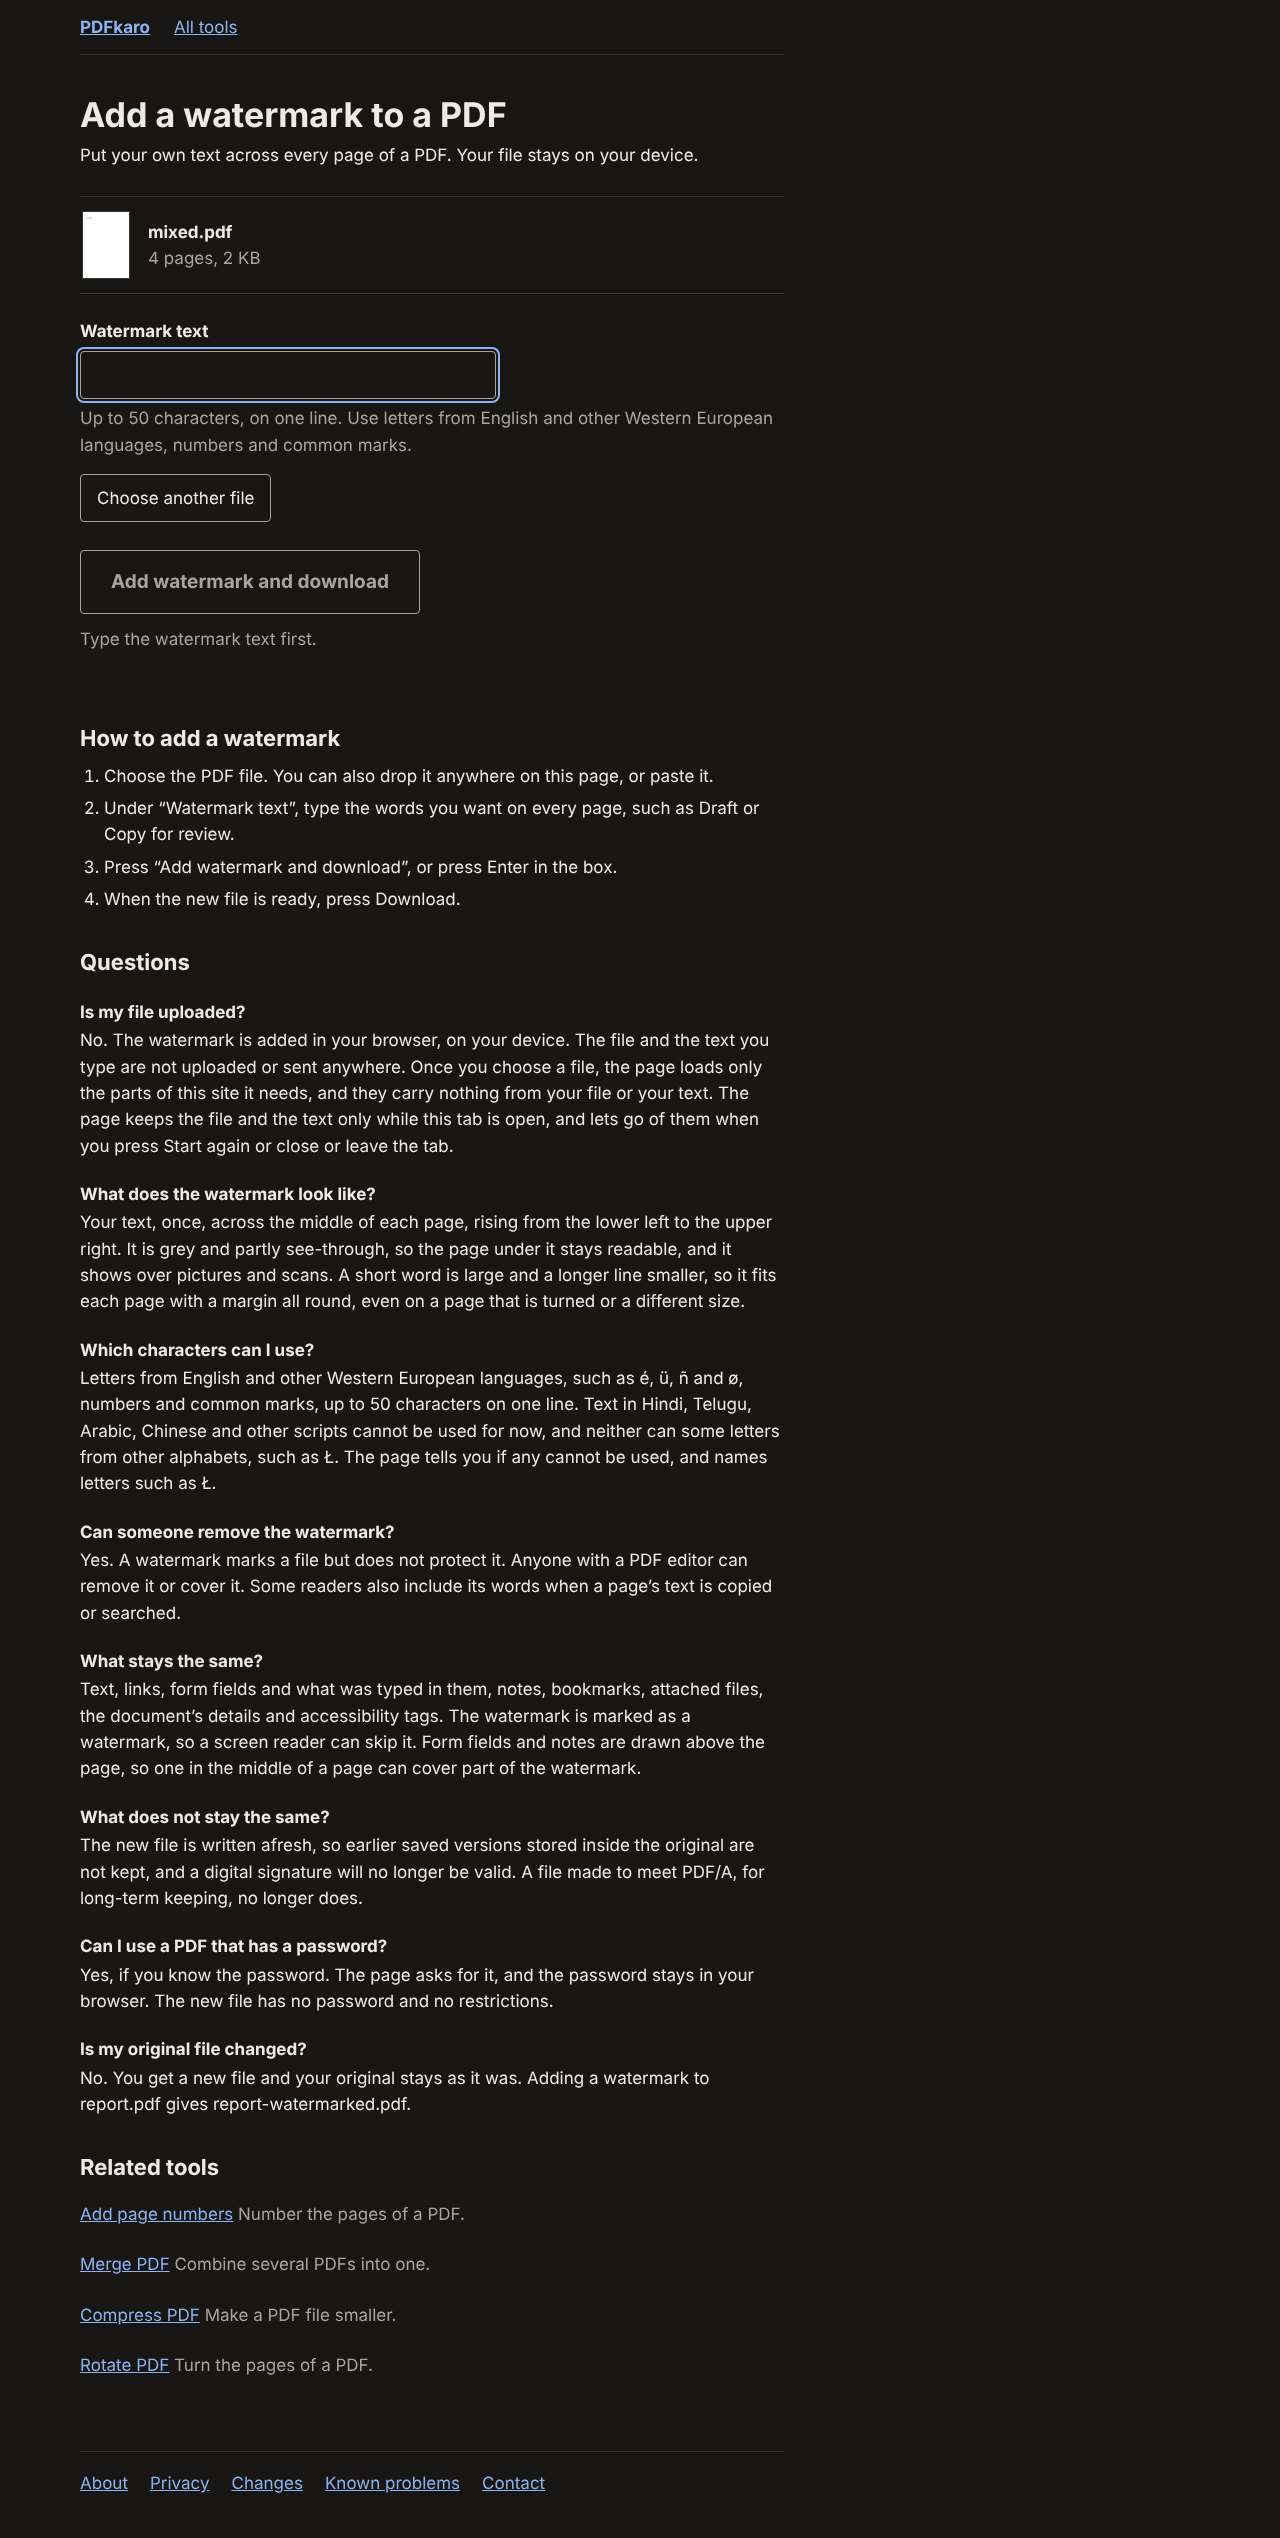 PDFkaro All tools
Add a watermark to a PDF
Put your own text across every page of a PDF. Your file stays on your device.
mixed.pdf
4 pages, 2 KB
Watermark text
Up to 50 characters, on one line. Use letters from English and other Western European
languages, numbers and common marks.
Choose another file
Add watermark and download
Type the watermark text first.
How to add a watermark
1. Choose the PDF file. You can also drop it anywhere on this page, or paste it.
2. Under “Watermark text”, type the words you want on every page, such as Draft or
Copy for review.
3. Press “Add watermark and download”, or press Enter in the box.
4. When the new file is ready, press Download.
Questions
Is my file uploaded?
No. The watermark is added in your browser, on your device. The file and the text you
type are not uploaded or sent anywhere. Once you choose a file, the page loads only
the parts of this site it needs, and they carry nothing from your file or your text. The
page keeps the file and the text only while this tab is open, and lets go of them when
you press Start again or close or leave the tab.
What does the watermark look like?
Your text, once, across the middle of each page, rising from the lower left to the upper
right. It is grey and partly see-through, so the page under it stays readable, and it
shows over pictures and scans. A short word is large and a longer line smaller, so it fits
each page with a margin all round, even on a page that is turned or a different size.
Which characters can I use?
Letters from English and other Western European languages, such as é, ü, ñ and ø,
numbers and common marks, up to 50 characters on one line. Text in Hindi, Telugu,
Arabic, Chinese and other scripts cannot be used for now, and neither can some letters
from other alphabets, such as Ł. The page tells you if any cannot be used, and names
letters such as Ł.
Can someone remove the watermark?
Yes. A watermark marks a file but does not protect it. Anyone with a PDF editor can
remove it or cover it. Some readers also include its words when a page’s text is copied
or searched.
What stays the same?
Text, links, form fields and what was typed in them, notes, bookmarks, attached files,
the document’s details and accessibility tags. The watermark is marked as a
watermark, so a screen reader can skip it. Form fields and notes are drawn above the
page, so one in the middle of a page can cover part of the watermark.
What does not stay the same?
The new file is written afresh, so earlier saved versions stored inside the original are
not kept, and a digital signature will no longer be valid. A file made to meet PDF/A, for
long-term keeping, no longer does.
Can I use a PDF that has a password?
Yes, if you know the password. The page asks for it, and the password stays in your
browser. The new file has no password and no restrictions.
Is my original file changed?
No. You get a new file and your original stays as it was. Adding a watermark to
report.pdf gives report-watermarked.pdf.
Related tools
Add page numbers Number the pages of a PDF.
Merge PDF Combine several PDFs into one.
Compress PDF Make a PDF file smaller.
Rotate PDF Turn the pages of a PDF.
About Privacy Changes Known problems Contact